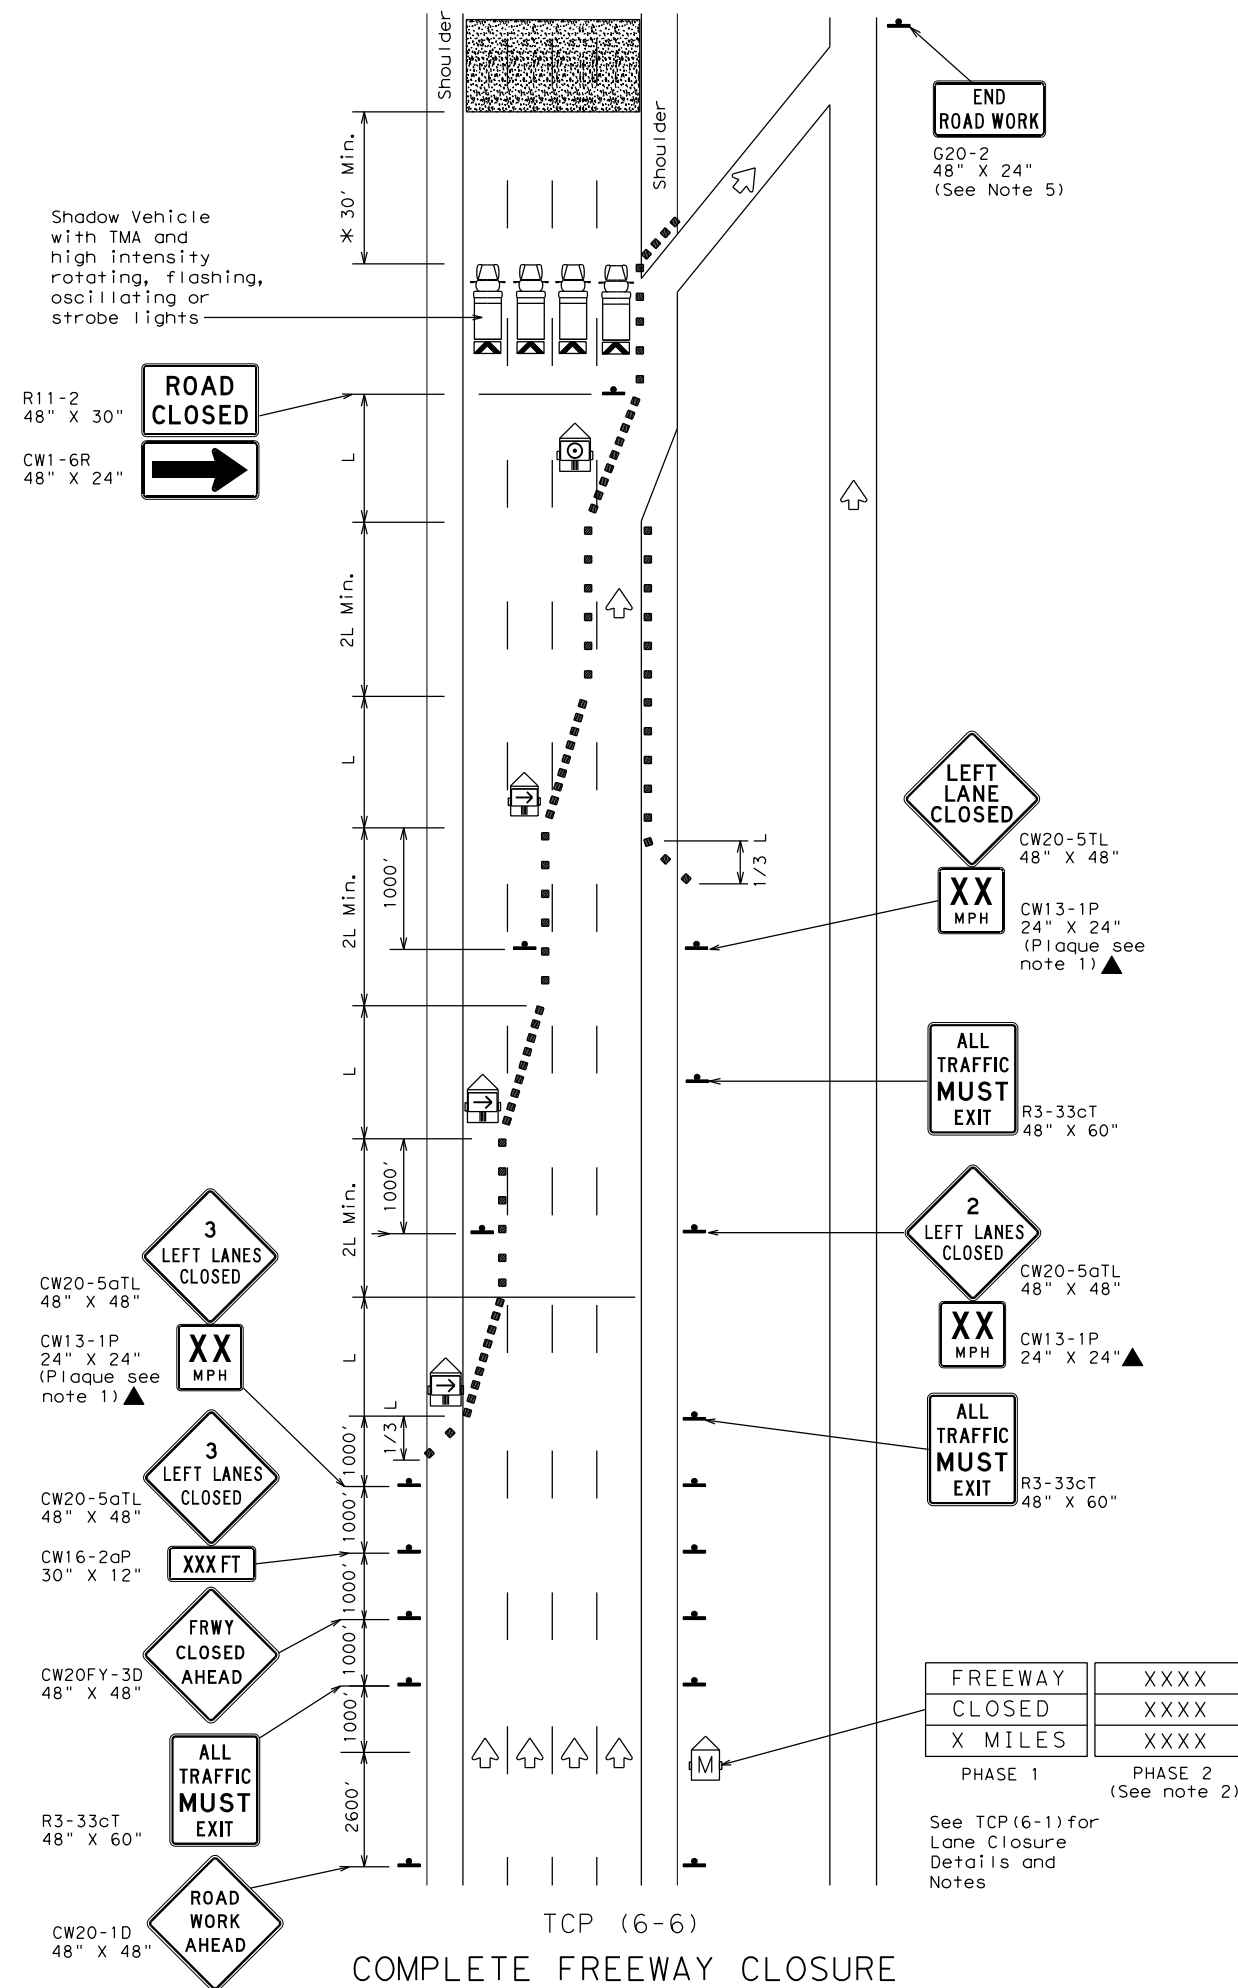 Shoulder
Shoulder
* 30' Min.
END
ROAD WORK
G20-2
48" X 24"
(See Note 5)
Shadow Vehicle
with TMA and
high intensity
rotating, flashing,
oscillating or
strobe lights
ROAD
CLOSED
R11-2
48" X 30"
CW1-6R
48" X 24"
L
2L Min.
L
1000'
2L Min.
1/3 L
LEFT
LANE
CLOSED
CW20-5TL
48" X 48"
XX
MPH
CW13-1P
24" X 24"
(Plaque see
note 1)
L
ALL
TRAFFIC
MUST
EXIT
R3-33cT
48" X 60"
1000'
2L Min.
2
LEFT LANES
CLOSED
CW20-5aTL
48" X 48"
XX
MPH
CW13-1P
24" X 24"
3
LEFT LANES
CLOSED
CW20-5aTL
48" X 48"
XX
MPH
CW13-1P
24" X 24"
(Plaque see
note 1)
L
1/3 L
ALL
TRAFFIC
MUST
EXIT
R3-33cT
48" X 60"
1000'
3
LEFT LANES
CLOSED
CW20-5aTL
48" X 48"
1000'
XXX FT
CW16-2aP
30" X 12"
1000'
FRWY
CLOSED
AHEAD
CW20FY-3D
48" X 48"
1000'
1000'
ALL
TRAFFIC
MUST
EXIT
R3-33cT
48" X 60"
2600'
M
FREEWAY
CLOSED
X MILES
PHASE 1
XXXX
XXXX
XXXX
PHASE 2
(See note 2)
See TCP(6-1)for
Lane Closure
Details and
Notes
ROAD
WORK
AHEAD
CW20-1D
48" X 48"
TCP (6-6)
COMPLETE FREEWAY CLOSURE